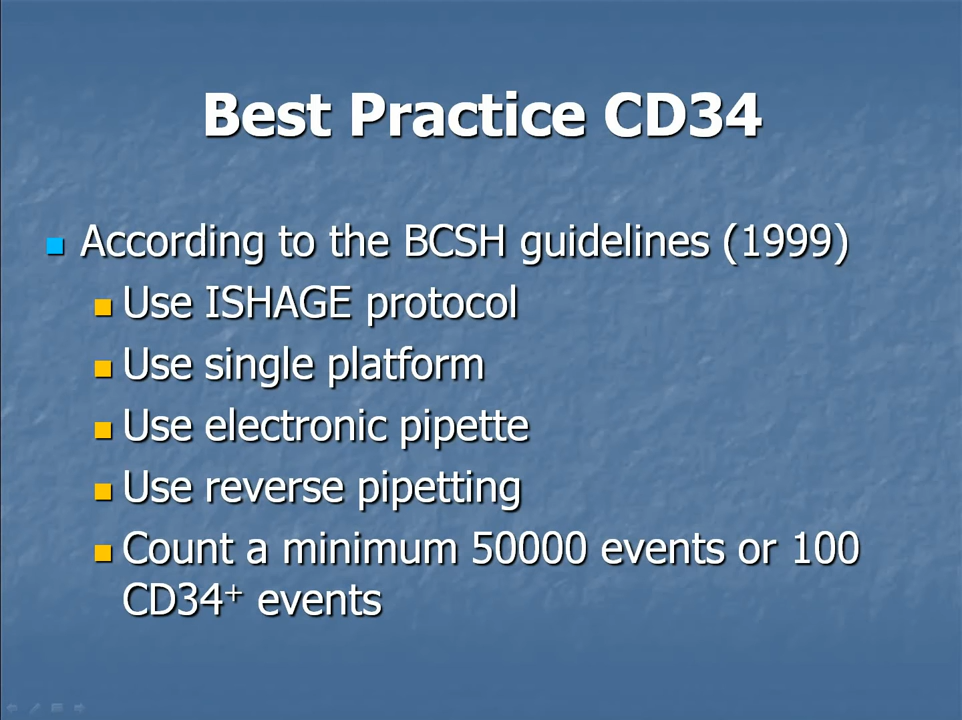 Best Practice CD34
According to the BCSH guidelines (1999)
Use ISHAGE protocol
Use single platform
Use electronic pipette
Use reverse pipetting
Count a minimum 50000 events or 100
CD34⁺ events